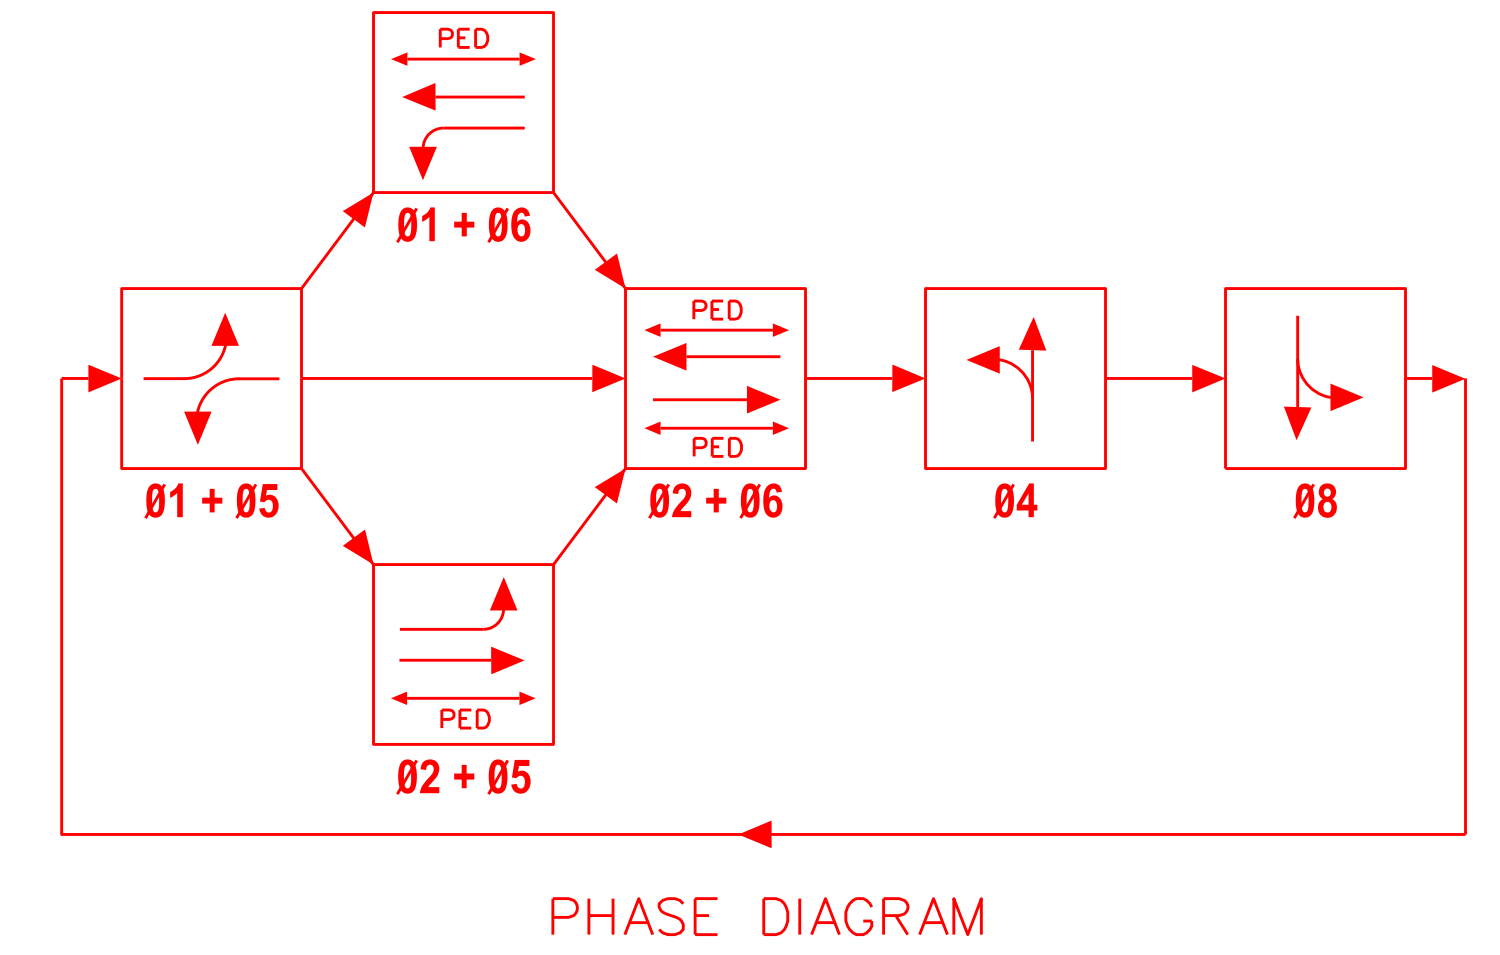 PED
Ø1 + Ø6
PED
PED
Ø1 + Ø5
Ø2 + Ø6
Ø4
Ø8
PED
Ø2 + Ø5
PHASE DIAGRAM